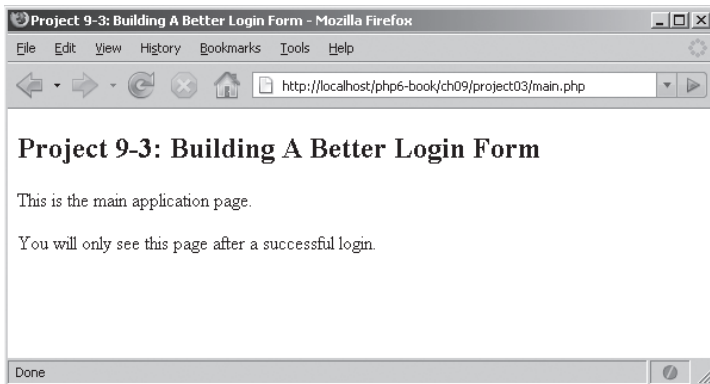 Project 9-3: Building A Better Login Form - Mozilla Firefox
File Edit View History Bookmarks Tools Help
http://localhost/php6-book/ch09/project03/main.php
Project 9-3: Building A Better Login Form
This is the main application page.
You will only see this page after a successful login.
Done